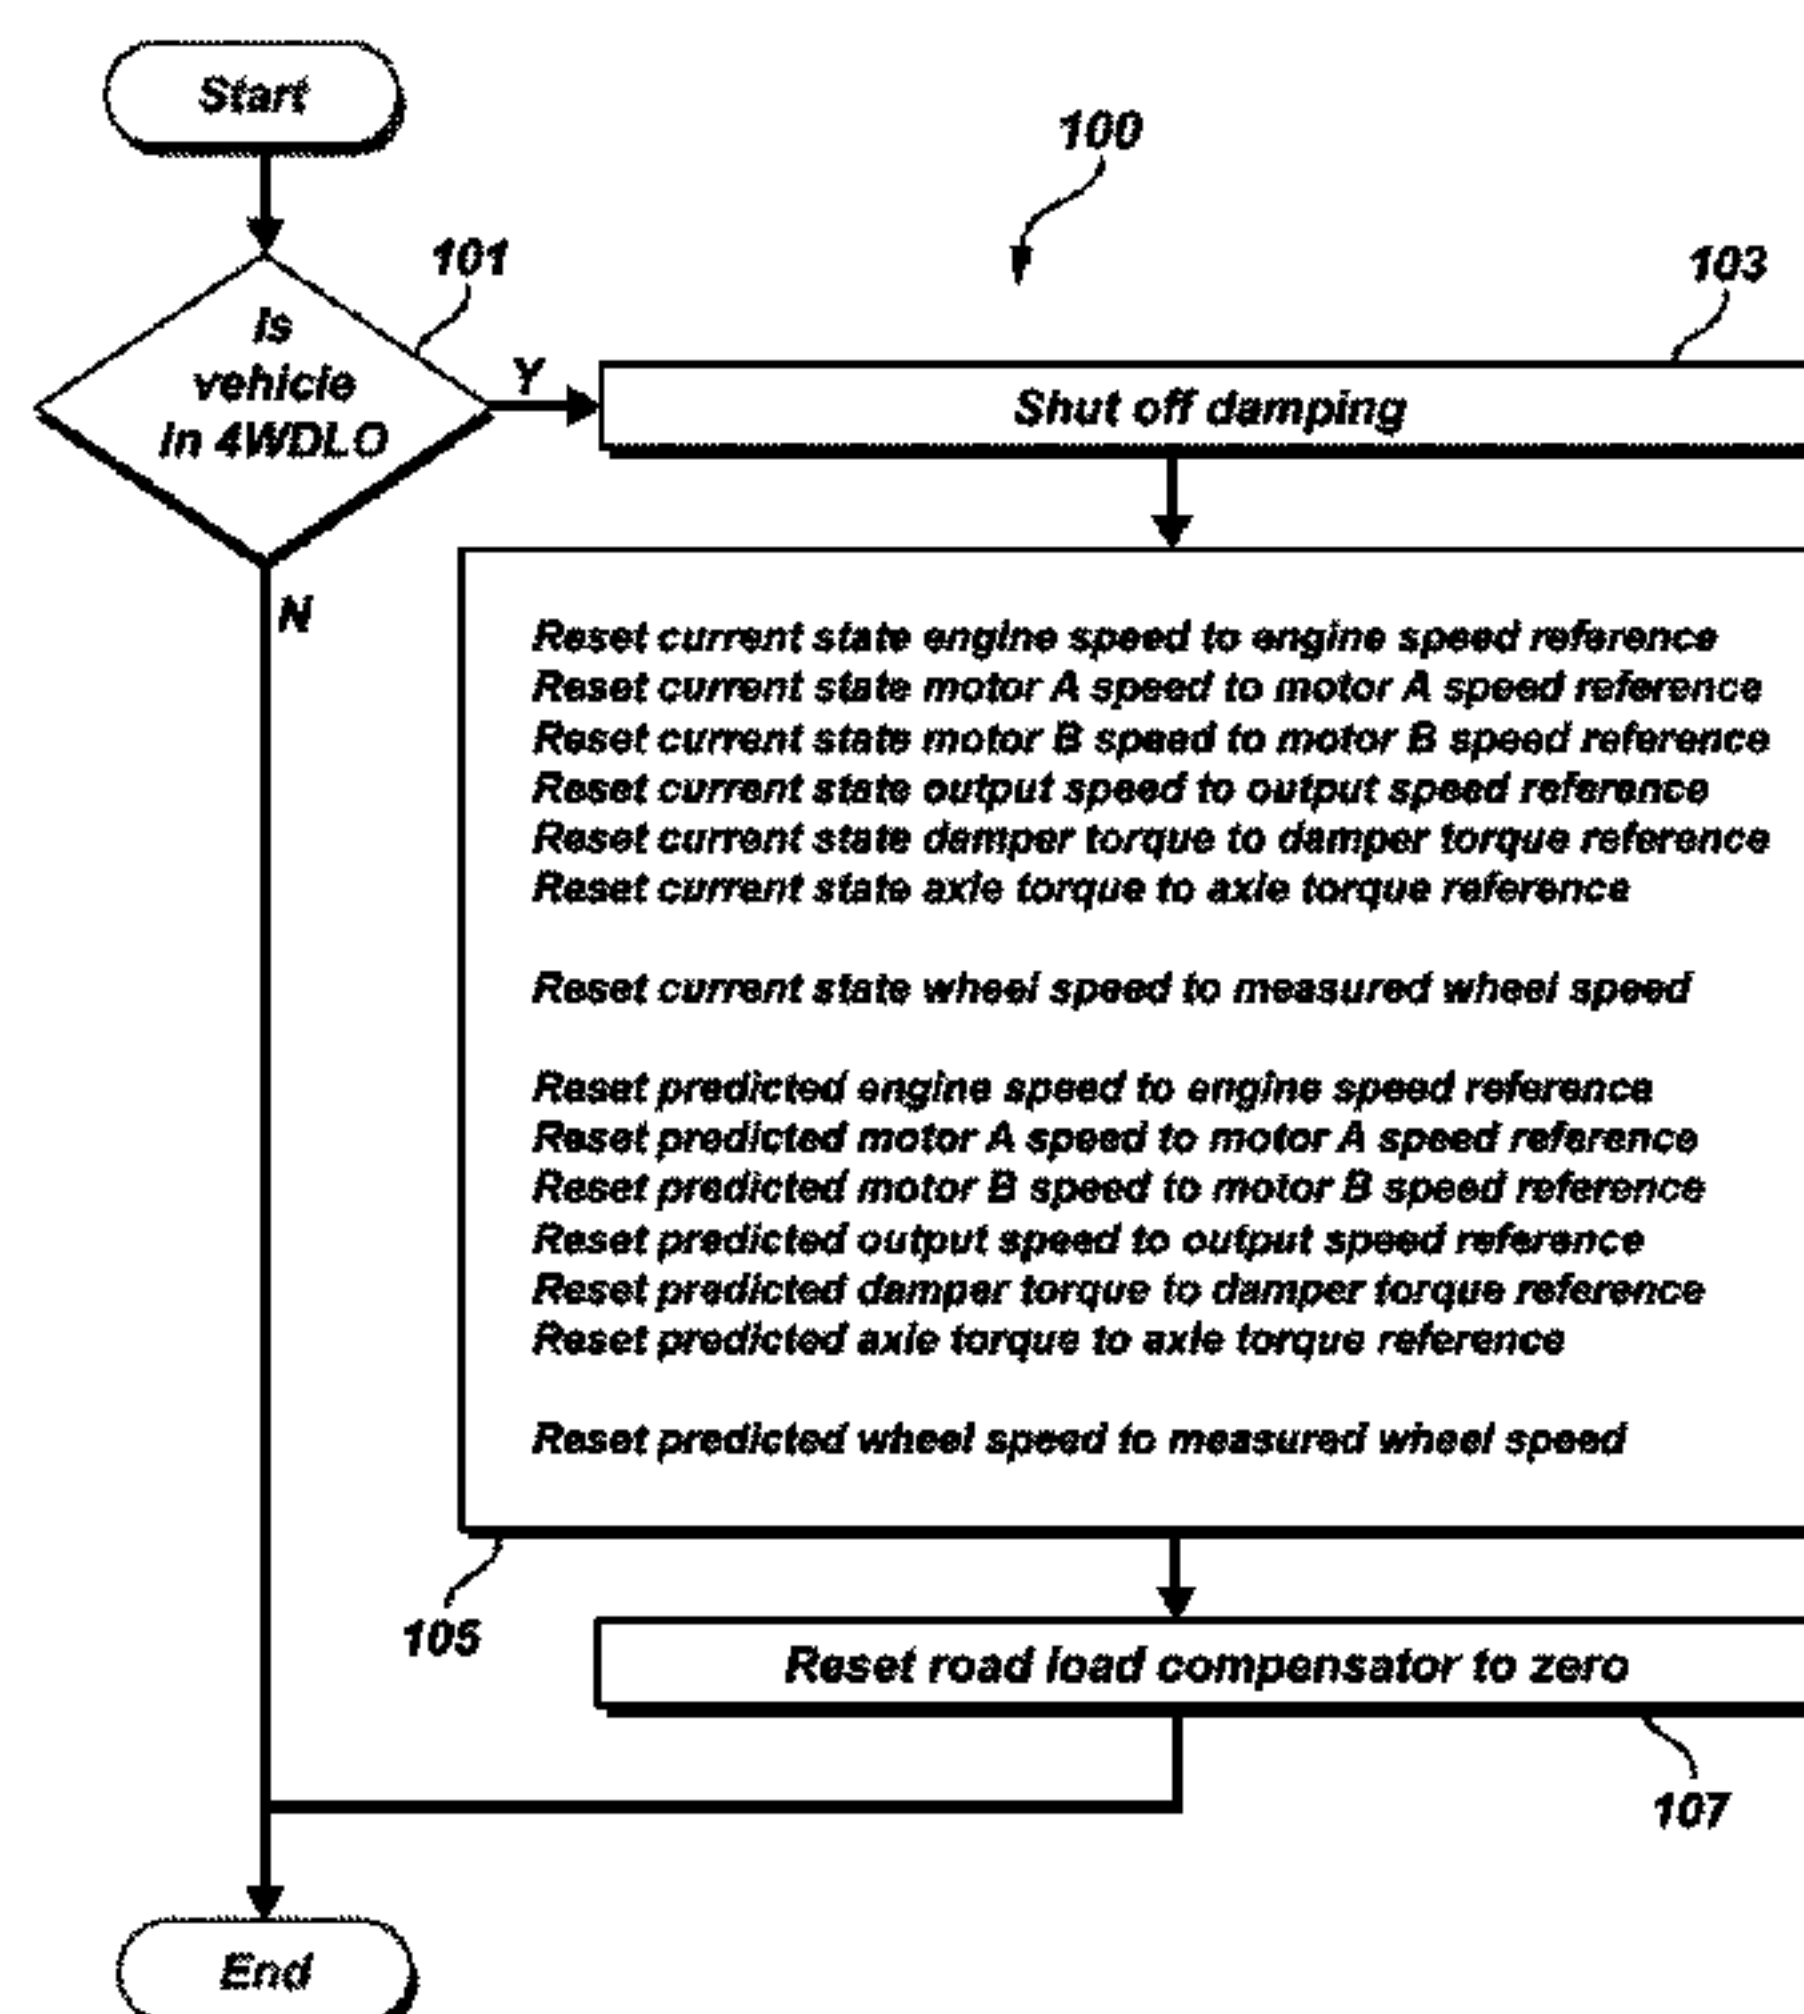 Start
100
101
103
Is
vehicle
in 4WDLO
Y
Shut off damping
N
Reset current state engine speed to engine speed reference
Reset current state motor A speed to motor A speed reference
Reset current state motor B speed to motor B speed reference
Reset current state output speed to output speed reference
Reset current state damper torque to damper torque reference
Reset current state axle torque to axle torque reference
Reset current state wheel speed to measured wheel speed
Reset predicted engine speed to engine speed reference
Reset predicted motor A speed to motor A speed reference
Reset predicted motor B speed to motor B speed reference
Reset predicted output speed to output speed reference
Reset predicted damper torque to damper torque reference
Reset predicted axle torque to axle torque reference
Reset predicted wheel speed to measured wheel speed
105
Reset road load compensator to zero
107
End